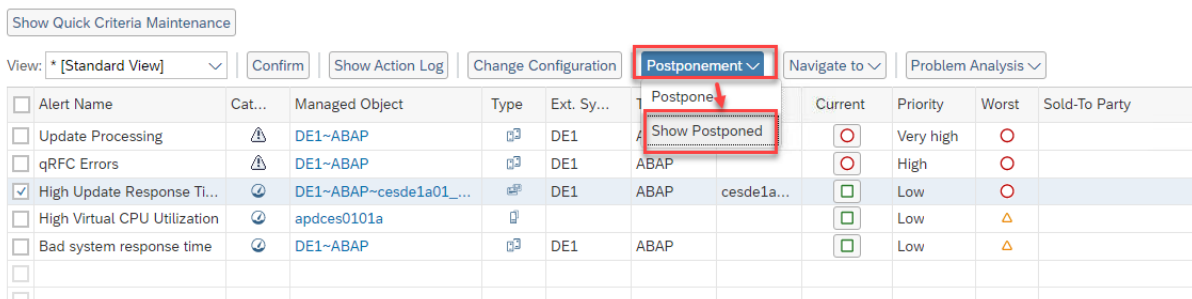 Show Quick Criteria Maintenance
View: * [Standard View] Confirm Show Action Log Change Configuration Postponement Navigate to Problem Analysis
Postpone
Show Postponed
Alert Name Cat... Managed Object Type Ext. Sy... T Current Priority Worst Sold-To Party
Update Processing DE1~ABAP DE1 A Very high
qRFC Errors DE1~ABAP DE1 ABAP High
High Update Response Ti... DE1~ABAP~cesde1a01_... DE1 ABAP cesde1a... Low
High Virtual CPU Utilization apdces0101a Low
Bad system response time DE1~ABAP DE1 ABAP Low